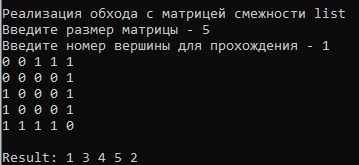 Реализация обхода с матрицей смежности list
Введите размер матрицы - 5
Введите номер вершины для прохождения - 1
0 0 1 1 1
0 0 0 0 1
1 0 0 0 1
1 0 0 0 1
1 1 1 1 0
Result: 1 3 4 5 2